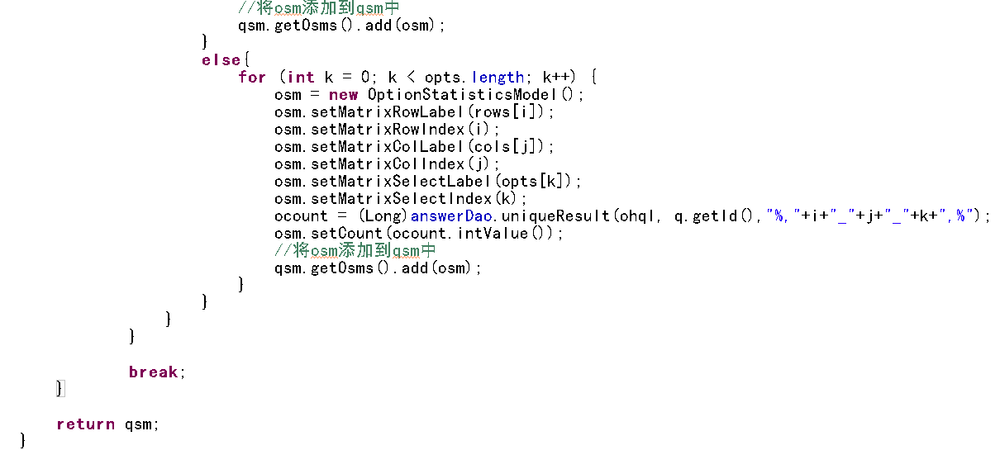 //将osm添加到qsm中
qsm.getOsms().add(osm);
}
else{
for (int k = 0; k < opts.length; k++) {
osm = new OptionStatisticsModel();
osm.setMatrixRowLabel(rows[i]);
osm.setMatrixRowIndex(i);
osm.setMatrixColLabel(cols[j]);
osm.setMatrixColIndex(j);
osm.setMatrixSelectLabel(opts[k]);
osm.setMatrixSelectIndex(k);
ocount = (Long)answerDao.uniqueResult(ohql, q.getId(),"%,"+i+"_"+j+"_"+k+",%");
osm.setCount(ocount.intValue());
//将osm添加到qsm中
qsm.getOsms().add(osm);
}
}
}
}
break;
}
return qsm;
}